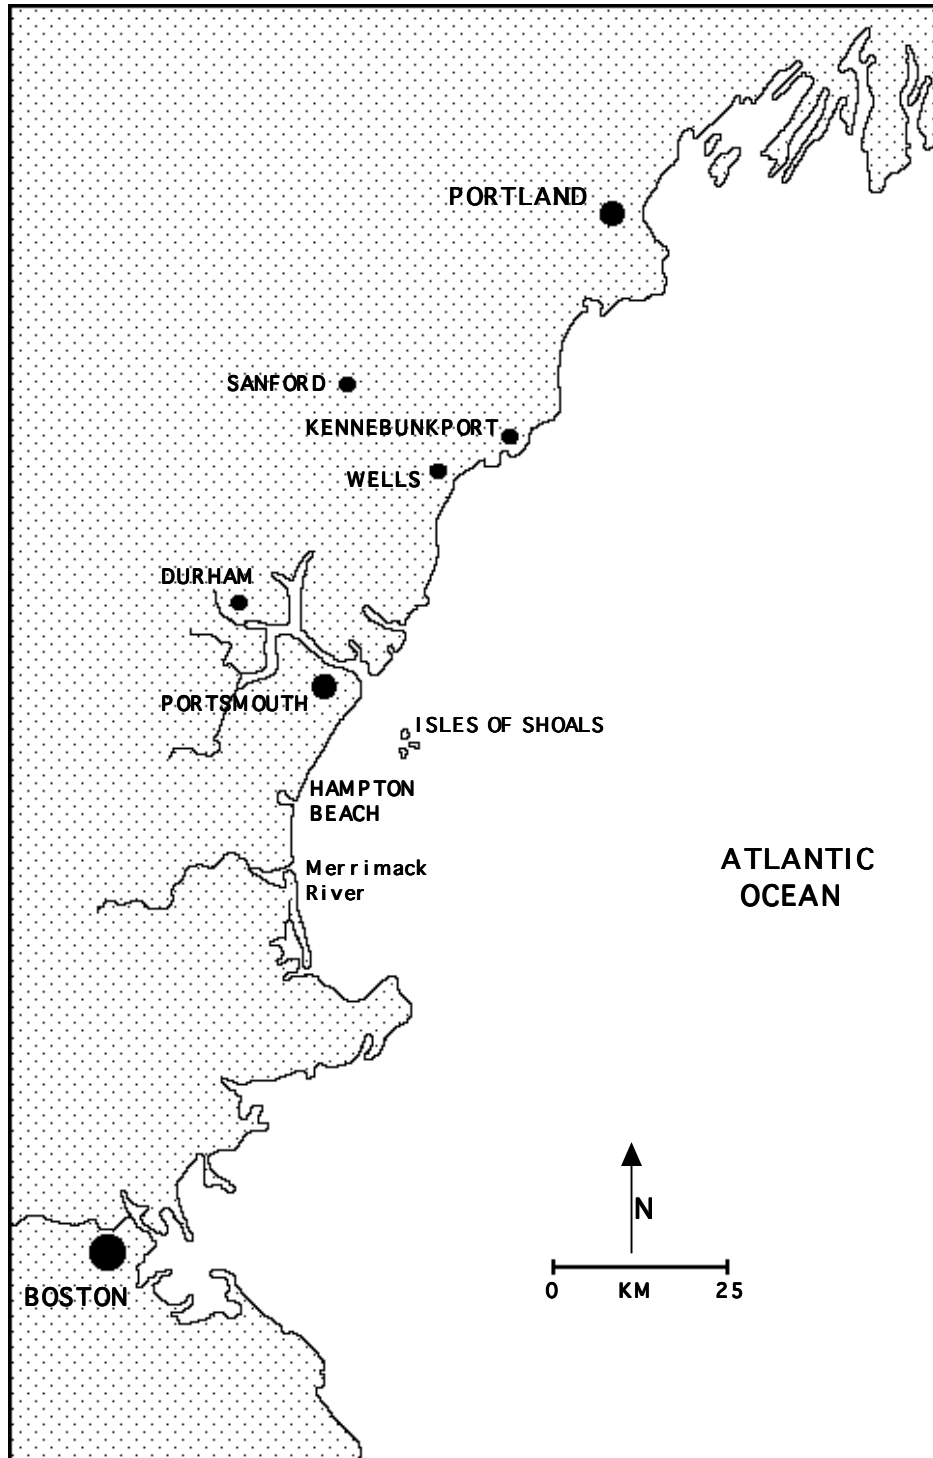 PORTLAND
SANFORD
KENNEBUNKPORT
WELLS
DURHAM
PORTSMOUTH
ISLES OF SHOALS
HAMPTON
BEACH
Merrimack
River
ATLANTIC
OCEAN
N
0 KM 25
BOSTON